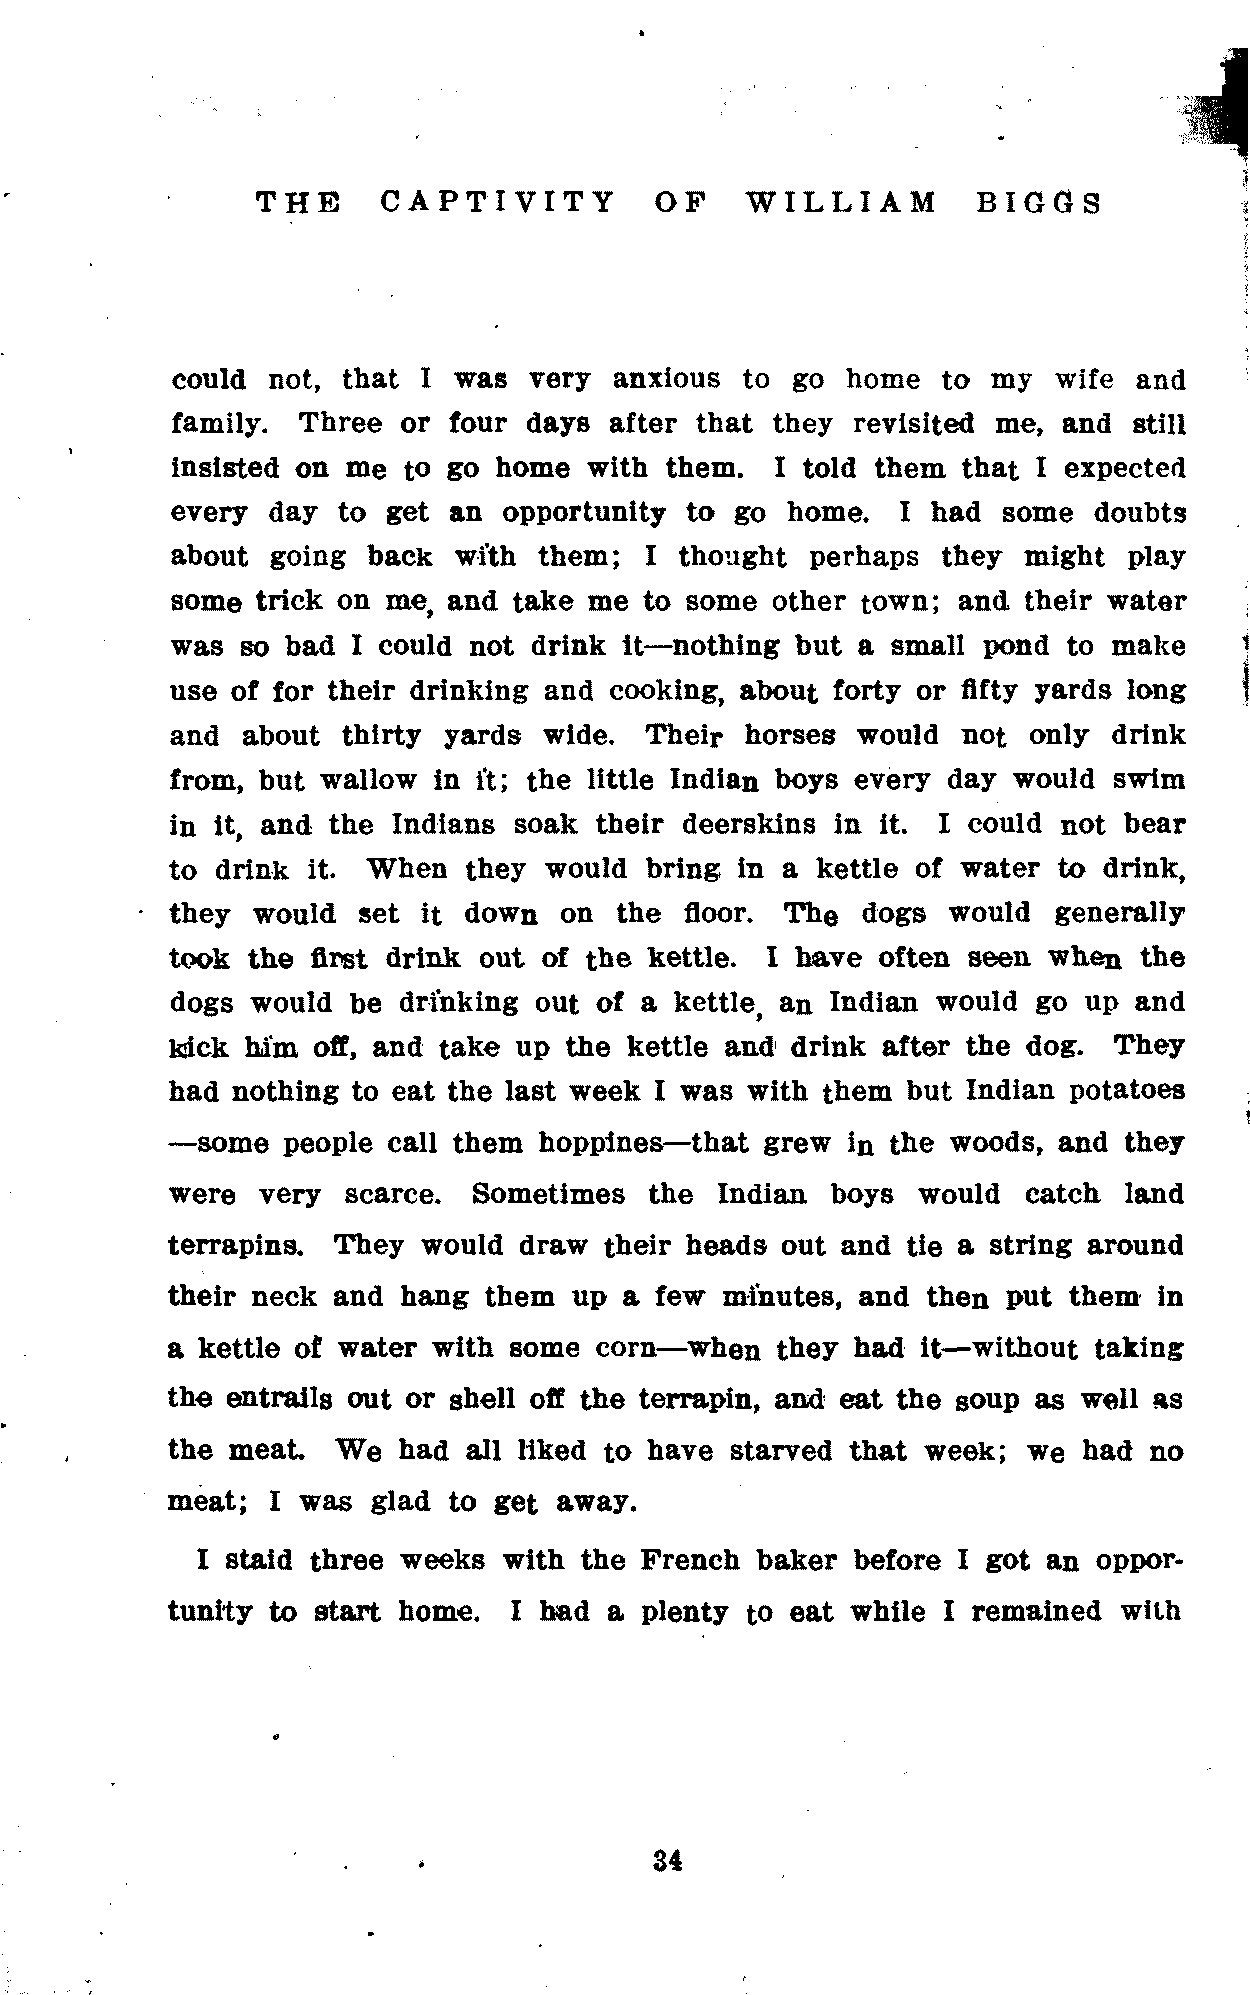 THE CAPTIVITY OF WILLIAM BIGGS
could not, that I was very anxious to go home to my wife and
family. Three or four days after that they revisited me, and still
insisted on me to go home with them. I told them that I expected
every day to get an opportunity to go home. I had some doubts
about going back with them; I thought perhaps they might play
some trick on me, and take me to some other town; and their water
was so bad I could not drink it—nothing but a small pond to make
use of for their drinking and cooking, about forty or fifty yards long
and about thirty yards wide. Their horses would not only drink
from, but wallow in it; the little Indian boys every day would swim
in it, and the Indians soak their deerskins in it. I could not bear
to drink it. When they would bring in a kettle of water to drink,
they would set it down on the floor. The dogs would generally
took the first drink out of the kettle. I have often seen when the
dogs would be drinking out of a kettle, an Indian would go up and
kick him off, and take up the kettle and drink after the dog. They
had nothing to eat the last week I was with them but Indian potatoes
—some people call them hoppines—that grew in the woods, and they
were very scarce. Sometimes the Indian boys would catch land
terrapins. They would draw their heads out and tie a string around
their neck and hang them up a few minutes, and then put them in
a kettle of water with some corn—when they had it—without taking
the entrails out or shell off the terrapin, and eat the soup as well as
the meat. We had all liked to have starved that week; we had no
meat; I was glad to get away.
I staid three weeks with the French baker before I got an oppor-
tunity to start home. I had a plenty to eat while I remained with
34